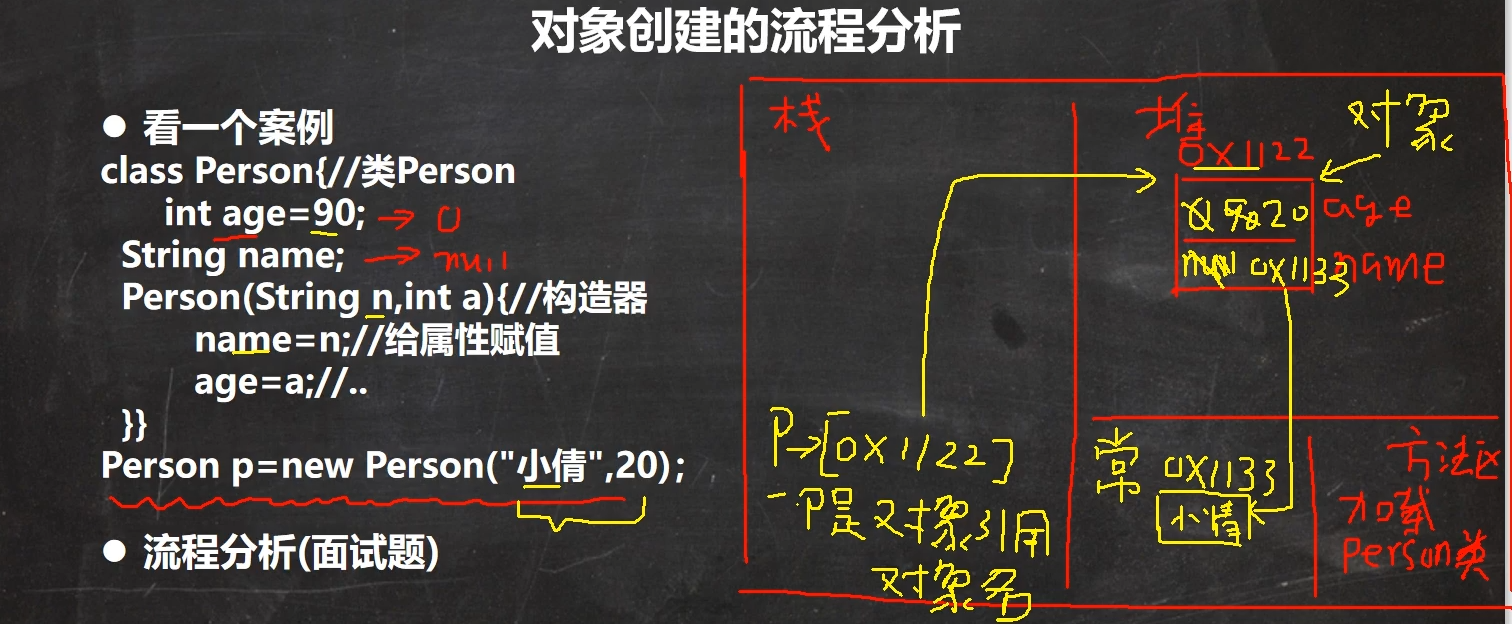 对象创建的流程分析
● 看一个案例
class Person{//类Person
int age=90; → 0
String name; → null
Person(String n,int a){//构造器
name=n;//给属性赋值
age=a;//..
}}
Person p=new Person("小倩",20);
● 流程分析(面试题)
栈
堆
对象
0x1122
20 age
null 0x1133 name
P→[0x1122]
P是对象引用
对象名
常 0x1133
小倩
方法区
加载
Person类